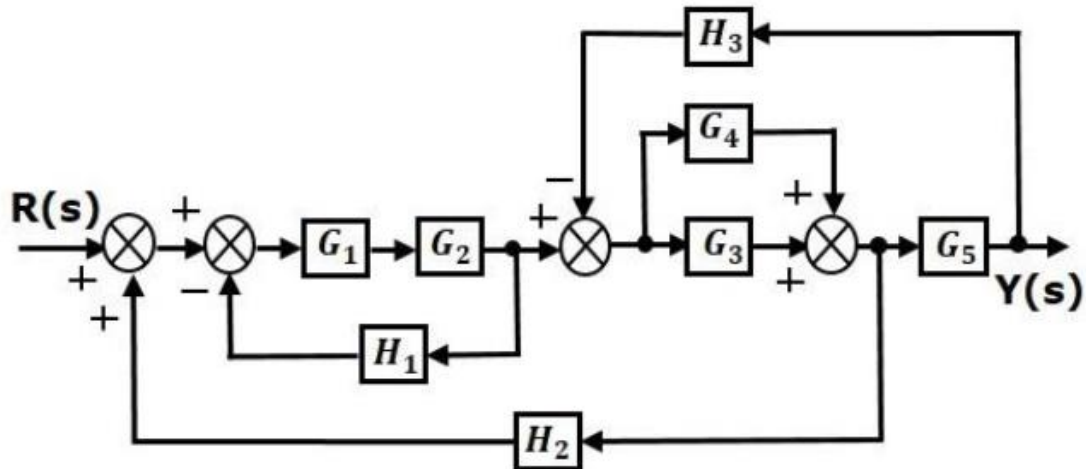 H₃
−
G₄
R(s)
+
+
+
G₁
G₂
G₃
G₅
+
−
+
Y(s)
+
H₁
H₂